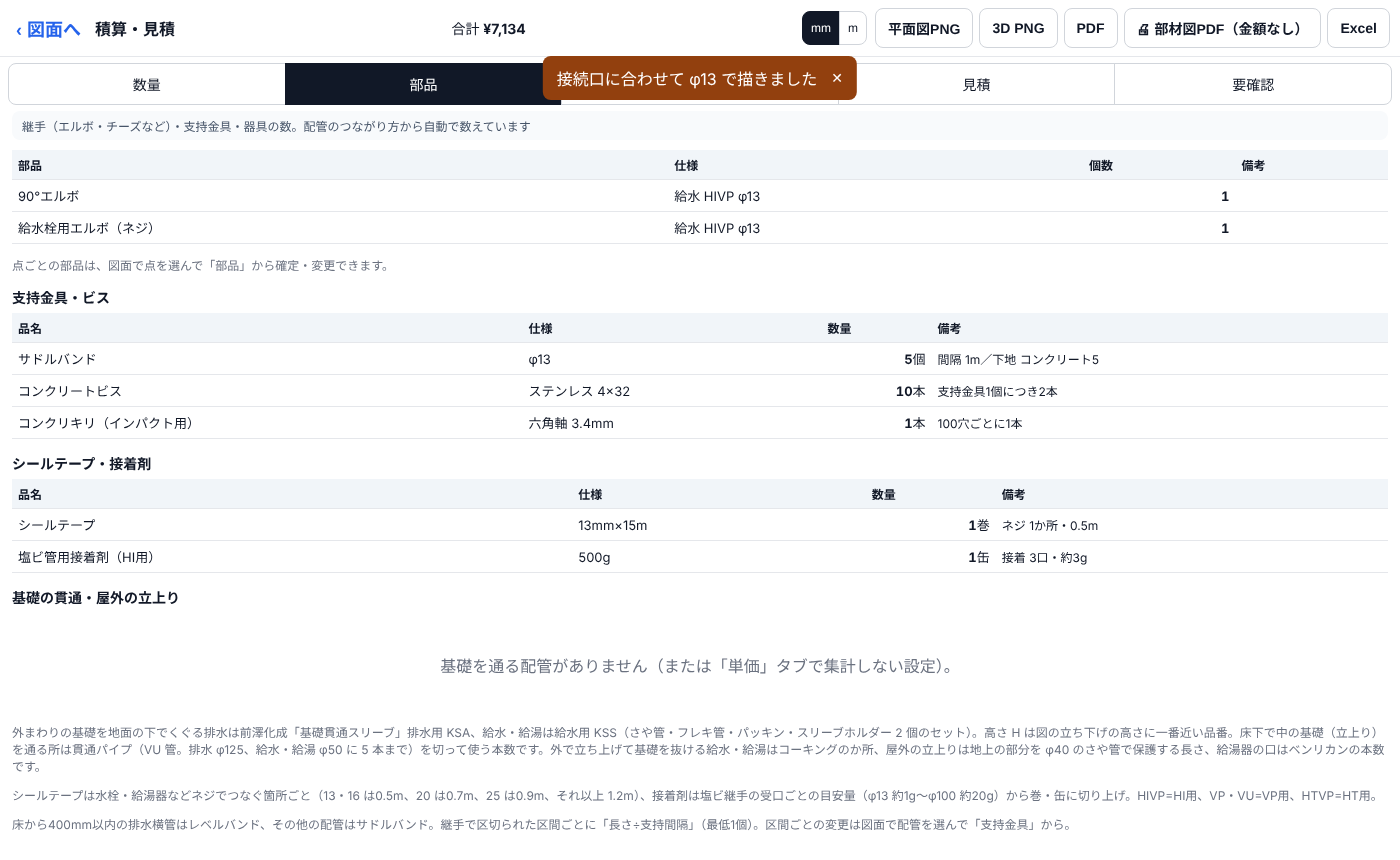 ‹ 図面へ 積算・見積 合計 ¥7,134 mm m 平面図PNG 3D PNG PDF 🖨 部材図PDF（金額なし） Excel
接続口に合わせて φ13 で描きました ×
数量 部品 見積 要確認
継手（エルボ・チーズなど）・支持金具・器具の数。配管のつながり方から自動で数えています
部品 仕様 個数 備考
90°エルボ 給水 HIVP φ13 1
給水栓用エルボ（ネジ） 給水 HIVP φ13 1
点ごとの部品は、図面で点を選んで「部品」から確定・変更できます。
支持金具・ビス
品名 仕様 数量 備考
サドルバンド φ13 5個 間隔 1m／下地 コンクリート5
コンクリートビス ステンレス 4×32 10本 支持金具1個につき2本
コンクリキリ（インパクト用） 六角軸 3.4mm 1本 100穴ごとに1本
シールテープ・接着剤
品名 仕様 数量 備考
シールテープ 13mm×15m 1巻 ネジ 1か所・0.5m
塩ビ管用接着剤（HI用） 500g 1缶 接着 3口・約3g
基礎の貫通・屋外の立上り
基礎を通る配管がありません（または「単価」タブで集計しない設定）。
外まわりの基礎を地面の下でくぐる排水は前澤化成「基礎貫通スリーブ」排水用 KSA、給水・給湯は給水用 KSS（さや管・フレキ管・パッキン・スリーブホルダー 2 個のセット）。高さ H は図の立ち下げの高さに一番近い品番。床下で中の基礎（立上り）
を通る所は貫通パイプ（VU 管。排水 φ125、給水・給湯 φ50 に 5 本まで）を切って使う本数です。外で立ち上げて基礎を抜ける給水・給湯はコーキングのか所、屋外の立上りは地上の部分を φ40 のさや管で保護する長さ、給湯器の口はベンリカンの本数
です。
シールテープは水栓・給湯器などネジでつなぐ箇所ごと（13・16 は0.5m、20 は0.7m、25 は0.9m、それ以上 1.2m）、接着剤は塩ビ継手の受口ごとの目安量（φ13 約1g〜φ100 約20g）から巻・缶に切り上げ。HIVP=HI用、VP・VU=VP用、HTVP=HT用。
床から400mm以内の排水横管はレベルバンド、その他の配管はサドルバンド。継手で区切られた区間ごとに「長さ÷支持間隔」（最低1個）。区間ごとの変更は図面で配管を選んで「支持金具」から。